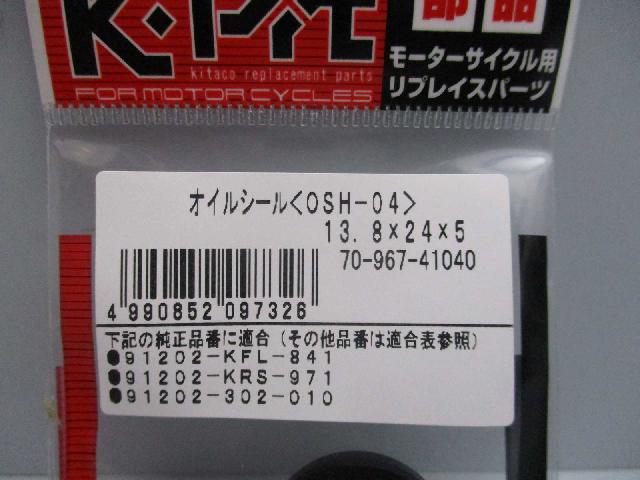 K・PIT
部品
kitaco replacement parts
モーターサイクル用
リプレイスパーツ
FOR MOTOR CYCLES
オイルシール<OSH-04>
13.8×24×5
70-967-41040
4 990852 097326
下記の純正品番に適合(その他品番は適合表参照)
●91202-KFL-841
●91202-KRS-971
●91202-302-010